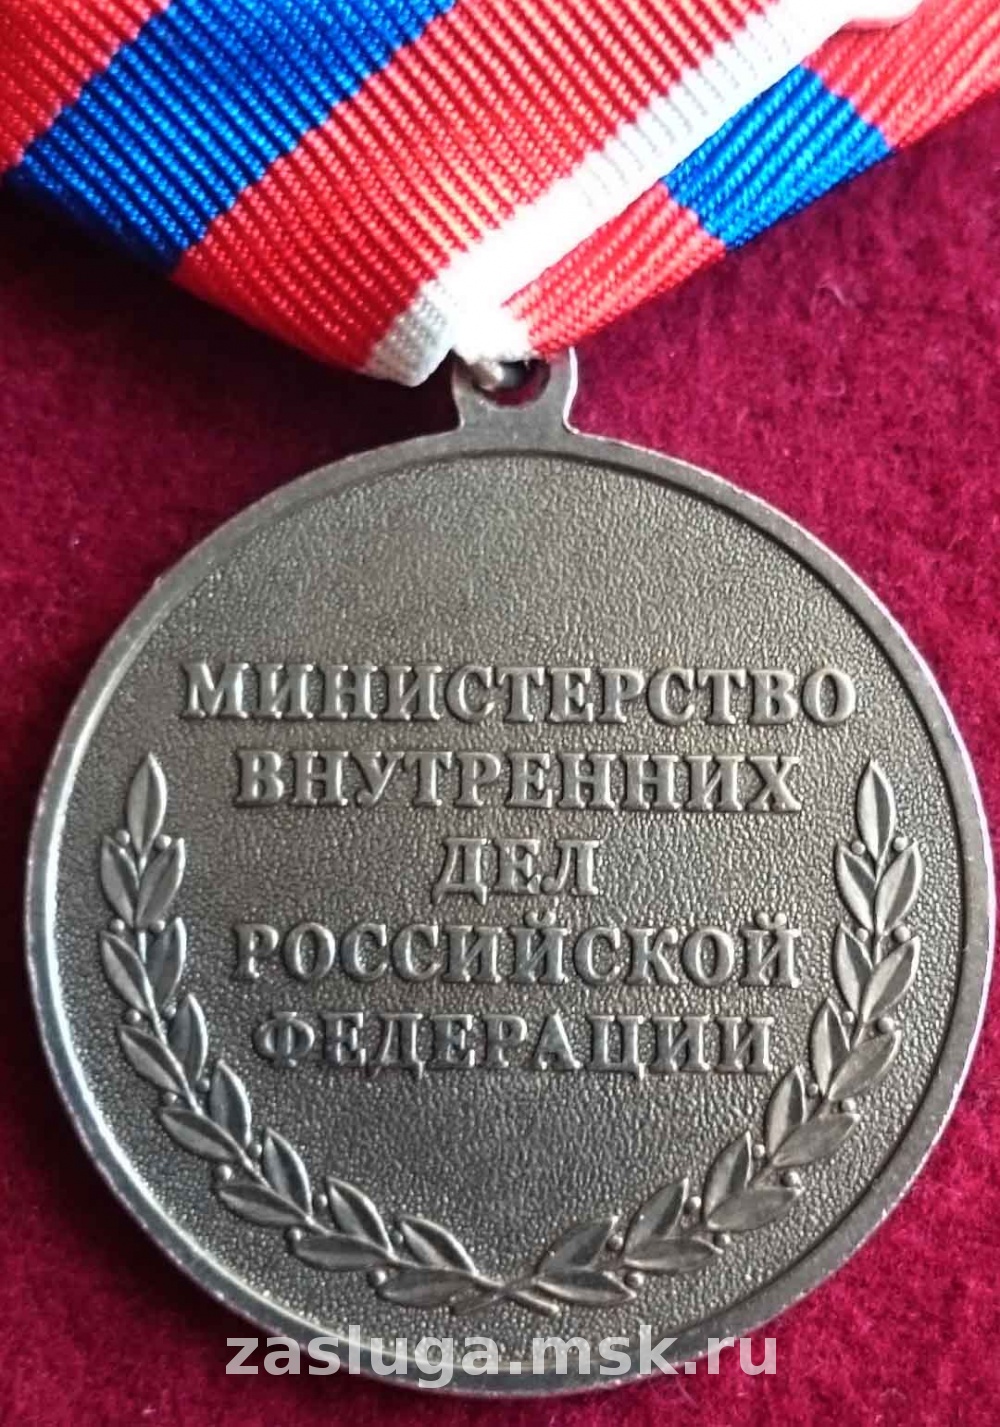 МИНИСТЕРСТВО
ВНУТРЕННИХ
ДЕЛ
РОССИЙСКОЙ
ФЕДЕРАЦИИ
zasluga.msk.ru